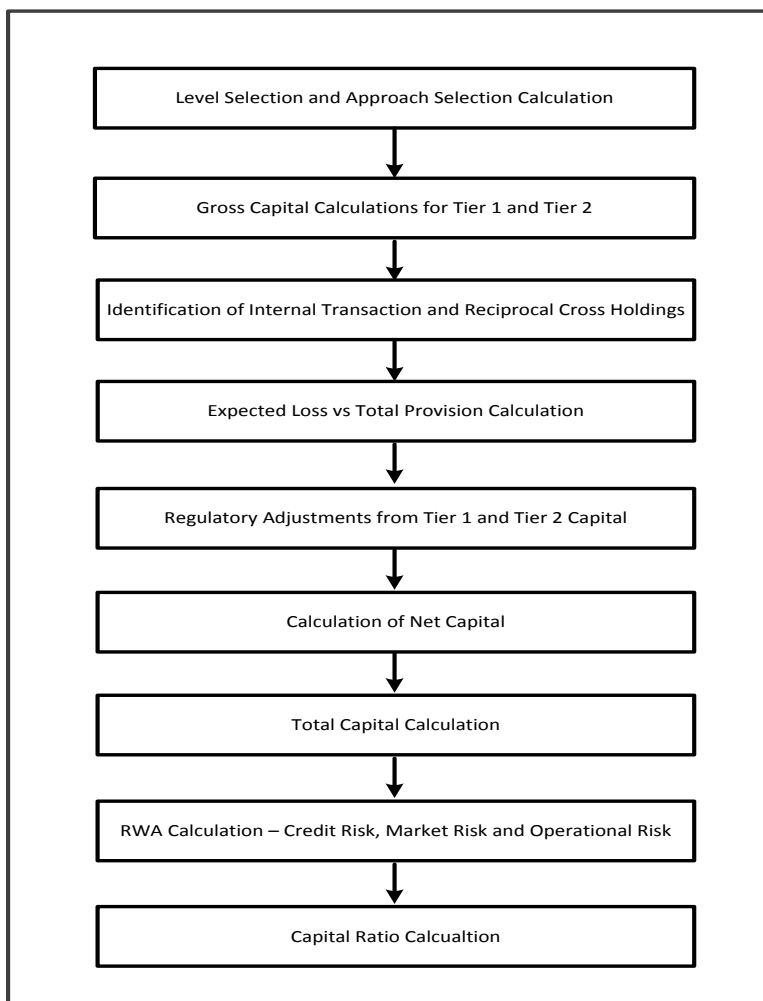 Level Selection and Approach Selection Calculation
Gross Capital Calculations for Tier 1 and Tier 2
Identification of Internal Transaction and Reciprocal Cross Holdings
Expected Loss vs Total Provision Calculation
Regulatory Adjustments from Tier 1 and Tier 2 Capital
Calculation of Net Capital
Total Capital Calculation
RWA Calculation – Credit Risk, Market Risk and Operational Risk
Capital Ratio Calcualtion